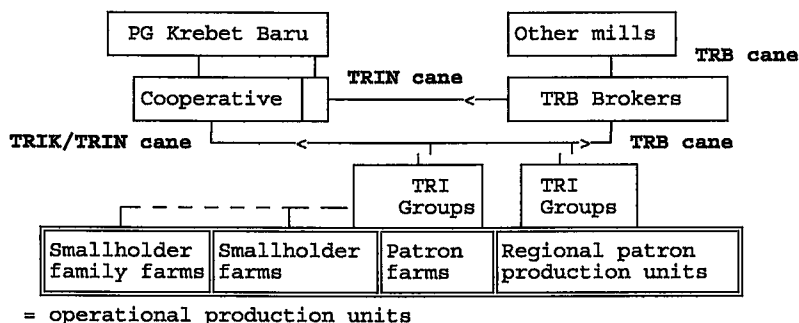 PG Krebet Baru
Other mills
TRB cane
TRIN cane
Cooperative
TRB Brokers
TRIK/TRIN cane
TRB cane
TRI
Groups
TRI
Groups
Smallholder
family farms
Smallholder
farms
Patron
farms
Regional patron
production units
= operational production units